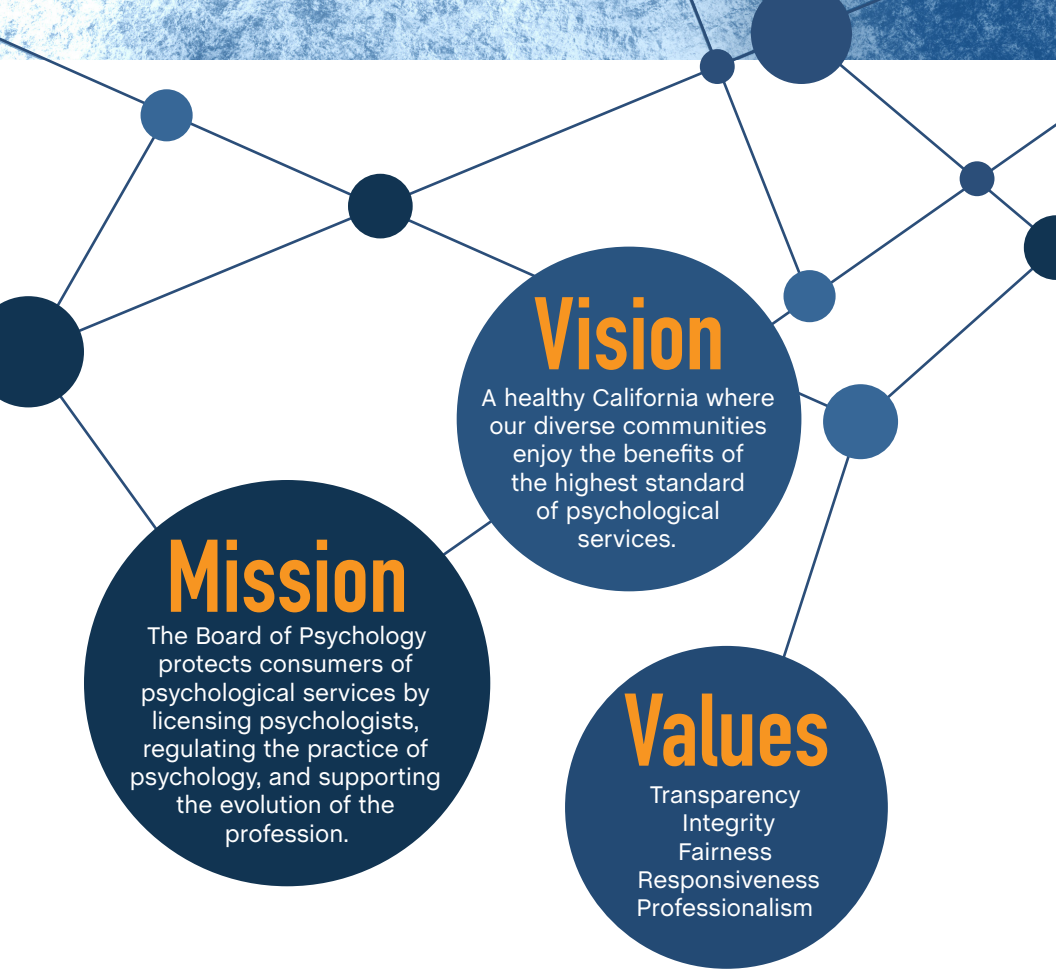 Vision
A healthy California where
our diverse communities
enjoy the benefits of
the highest standard
of psychological
services.
Mission
The Board of Psychology
protects consumers of
psychological services by
licensing psychologists,
regulating the practice of
psychology, and supporting
the evolution of the
profession.
Values
Transparency
Integrity
Fairness
Responsiveness
Professionalism